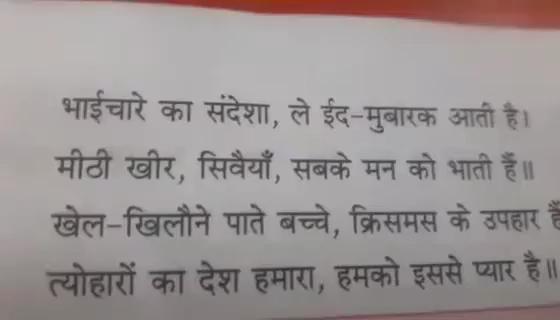 भाईचारे का संदेशा, ले ईद-मुबारक आती है।
मीठी खीर, सिवैयाँ, सबके मन को भाती हैं॥
खेल-खिलौने पाते बच्चे, क्रिसमस के उपहार हैं
त्योहारों का देश हमारा, हमको इससे प्यार है॥